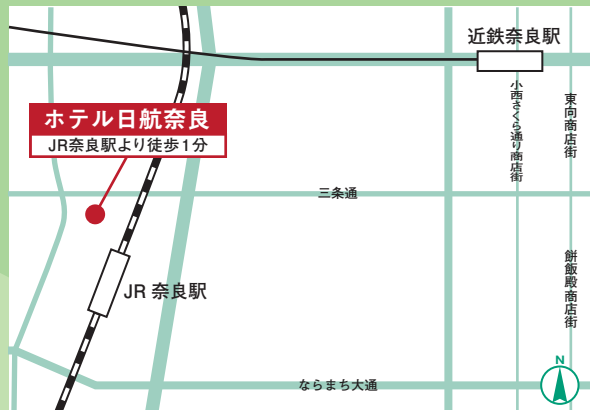 近鉄奈良駅
小西さくら通り商店街
東向商店街
ホテル日航奈良
JR奈良駅より徒歩1分
三条通
餅飯殿商店街
JR 奈良駅
ならまち大通
N